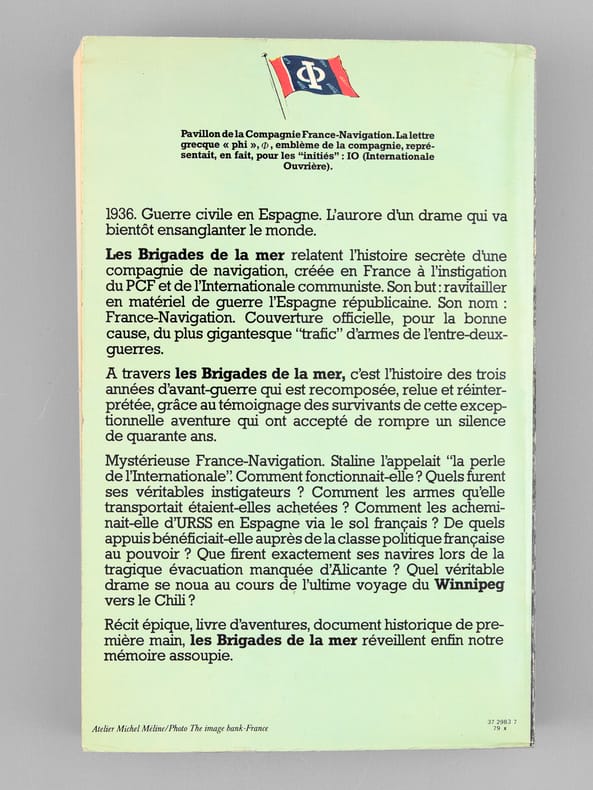 Φ
Pavillon de la Compagnie France-Navigation. La lettre
grecque « phi », Φ, emblème de la compagnie, repré-
sentait, en fait, pour les "initiés" : IO (Internationale
Ouvrière).
1936. Guerre civile en Espagne. L'aurore d'un drame qui va
bientôt ensanglanter le monde.
Les Brigades de la mer relatent l'histoire secrète d'une
compagnie de navigation, créée en France à l'instigation
du PCF et de l'Internationale communiste. Son but : ravitailler
en matériel de guerre l'Espagne républicaine. Son nom :
France-Navigation. Couverture officielle, pour la bonne
cause, du plus gigantesque "trafic" d'armes de l'entre-deux-
guerres.
A travers les Brigades de la mer, c'est l'histoire des trois
années d'avant-guerre qui est recomposée, relue et réinter-
prétée, grâce au témoignage des survivants de cette excep-
tionnelle aventure qui ont accepté de rompre un silence
de quarante ans.
Mystérieuse France-Navigation. Staline l'appelait "la perle
de l'Internationale". Comment fonctionnait-elle ? Quels furent
ses véritables instigateurs ? Comment les armes qu'elle
transportait étaient-elles achetées ? Comment les achemi-
nait-elle d'URSS en Espagne via le sol français ? De quels
appuis bénéficiait-elle auprès de la classe politique française
au pouvoir ? Que firent exactement ses navires lors de la
tragique évacuation manquée d'Alicante ? Quel véritable
drame se noua au cours de l'ultime voyage du Winnipeg
vers le Chili ?
Récit épique, livre d'aventures, document historique de pre-
mière main, les Brigades de la mer réveillent enfin notre
mémoire assoupie.
Atelier Michel Méline/Photo The image bank-France
37 2983 7
79 x